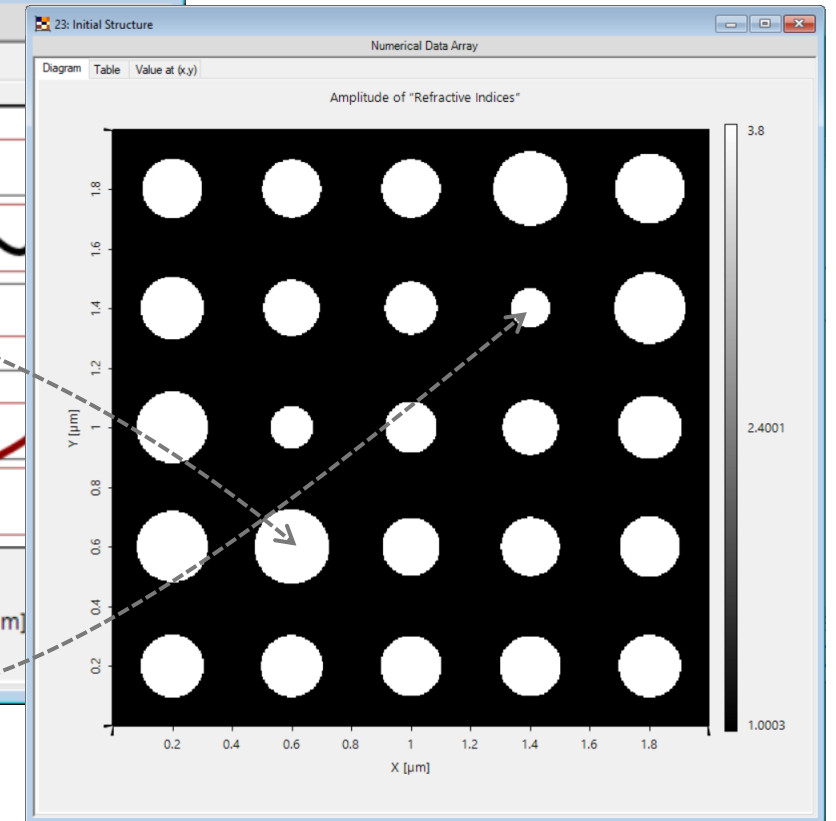 23: Initial Structure
Numerical Data Array
Diagram Table Value at (x,y)
Amplitude of "Refractive Indices"
3.8
2.4001
1.0003
Y [µm]
1.8
1.6
1.4
1.2
1
0.8
0.6
0.4
0.2
0.2 0.4 0.6 0.8 1 1.2 1.4 1.6 1.8
X [µm]
m]